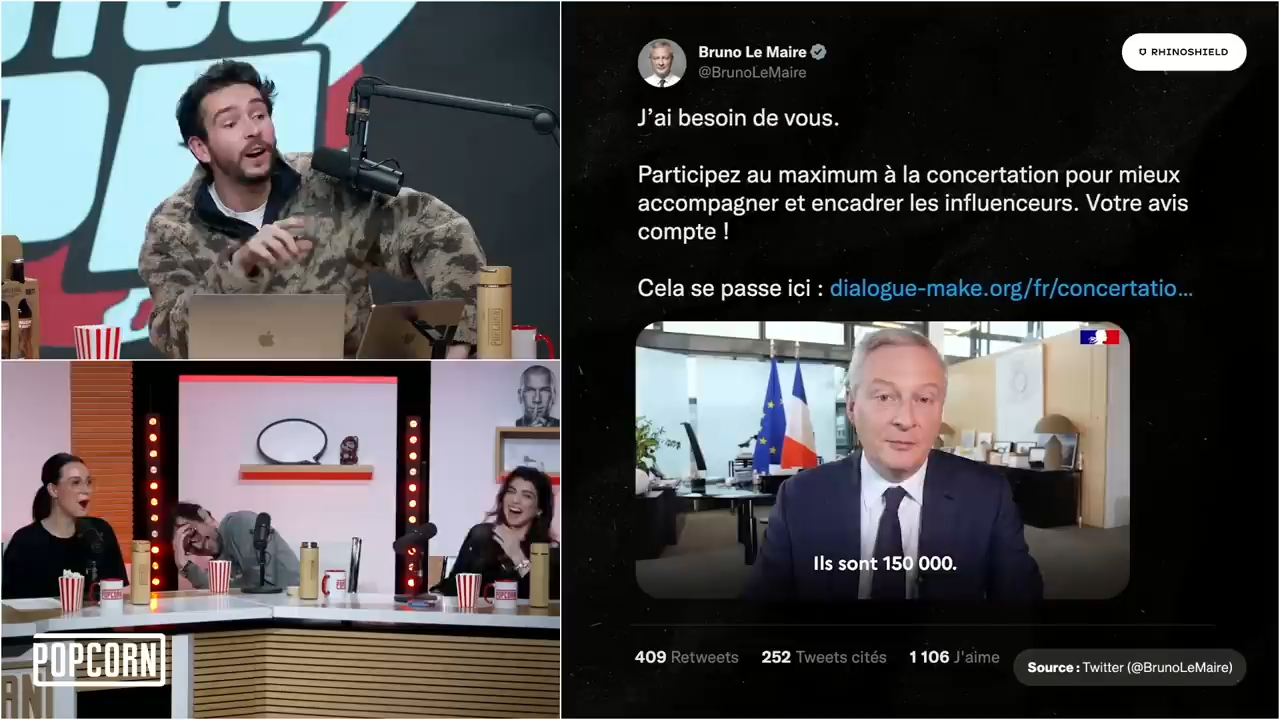 Bruno Le Maire
@BrunoLeMaire
RHINOSHIELD
J’ai besoin de vous.
Participez au maximum à la concertation pour mieux
accompagner et encadrer les influenceurs. Votre avis
compte !
Cela se passe ici : dialogue-make.org/fr/concertatio...
Ils sont 150 000.
409 Retweets 252 Tweets cités 1 106 J'aime
Source : Twitter (@BrunoLeMaire)
POPCORN